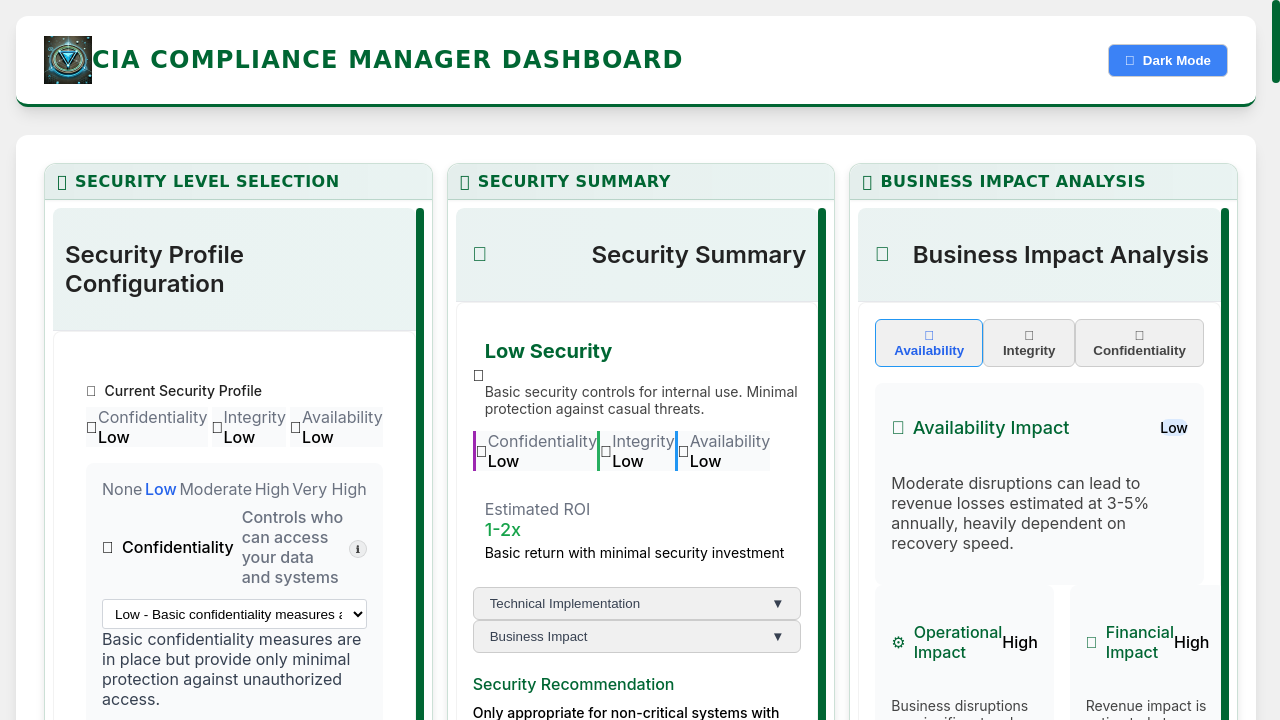 CIA COMPLIANCE MANAGER DASHBOARD
Dark Mode
SECURITY LEVEL SELECTION
Security Profile
Configuration
Current Security Profile
Confidentiality Integrity Availability
Low Low Low
None Low Moderate High Very High
Confidentiality
Controls who
can access
your data
and systems
ℹ
Low - Basic confidentiality measures
Basic confidentiality measures are
in place but provide only minimal
protection against unauthorized
access.
SECURITY SUMMARY
Security Summary
Low Security
Basic security controls for internal use. Minimal
protection against casual threats.
Confidentiality Integrity Availability
Low Low Low
Estimated ROI
1-2x
Basic return with minimal security investment
Technical Implementation ▼
Business Impact ▼
Security Recommendation
Only appropriate for non-critical systems with
BUSINESS IMPACT ANALYSIS
Business Impact Analysis
Availability
Integrity
Confidentiality
Availability Impact Low
Moderate disruptions can lead to
revenue losses estimated at 3-5%
annually, heavily dependent on
recovery speed.
⚙ Operational
Impact
High
Business disruptions
Financial
Impact
High
Revenue impact is